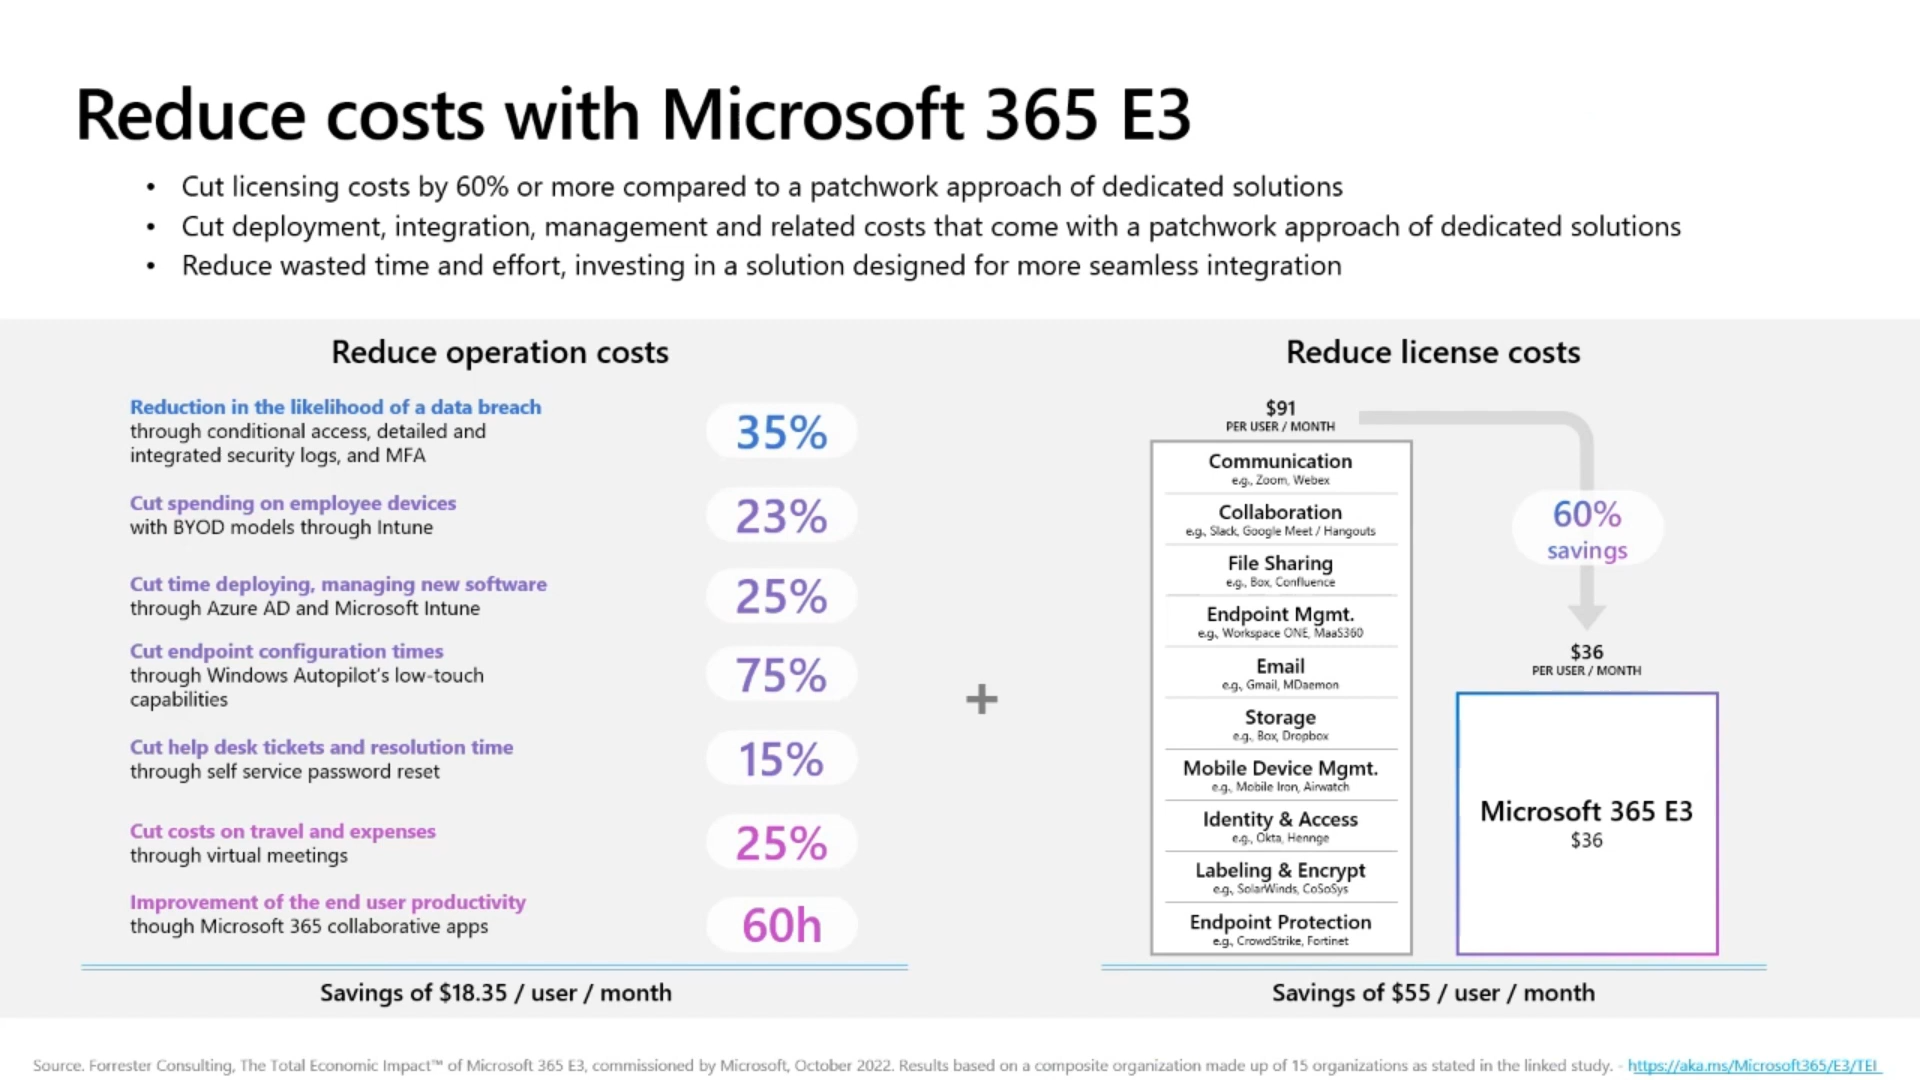 Reduce costs with Microsoft 365 E3
• Cut licensing costs by 60% or more compared to a patchwork approach of dedicated solutions
• Cut deployment, integration, management and related costs that come with a patchwork approach of dedicated solutions
• Reduce wasted time and effort, investing in a solution designed for more seamless integration
Reduce operation costs
Reduction in the likelihood of a data breach
through conditional access, detailed and
integrated security logs, and MFA
35%
Cut spending on employee devices
with BYOD models through Intune
23%
Cut time deploying, managing new software
through Azure AD and Microsoft Intune
25%
Cut endpoint configuration times
through Windows Autopilot's low-touch
capabilities
75%
Cut help desk tickets and resolution time
through self service password reset
15%
Cut costs on travel and expenses
through virtual meetings
25%
Improvement of the end user productivity
though Microsoft 365 collaborative apps
60h
Savings of $18.35 / user / month
+
Reduce license costs
$91
PER USER / MONTH
Communication
e.g., Zoom, Webex
Collaboration
e.g., Slack, Google Meet / Hangouts
File Sharing
e.g., Box, Confluence
Endpoint Mgmt.
e.g., Workspace ONE, MaaS360
Email
e.g., Gmail, MDaemon
Storage
e.g., Box, Dropbox
Mobile Device Mgmt.
e.g., Mobile Iron, Airwatch
Identity & Access
e.g., Okta, Hennge
Labeling & Encrypt
e.g., SolarWinds, CoSoSys
Endpoint Protection
e.g., CrowdStrike, Fortinet
60%
savings
$36
PER USER / MONTH
Microsoft 365 E3
$36
Savings of $55 / user / month
Source. Forrester Consulting, The Total Economic Impact™ of Microsoft 365 E3, commissioned by Microsoft, October 2022. Results based on a composite organization made up of 15 organizations as stated in the linked study. - https://aka.ms/Microsoft365/E3/TEI